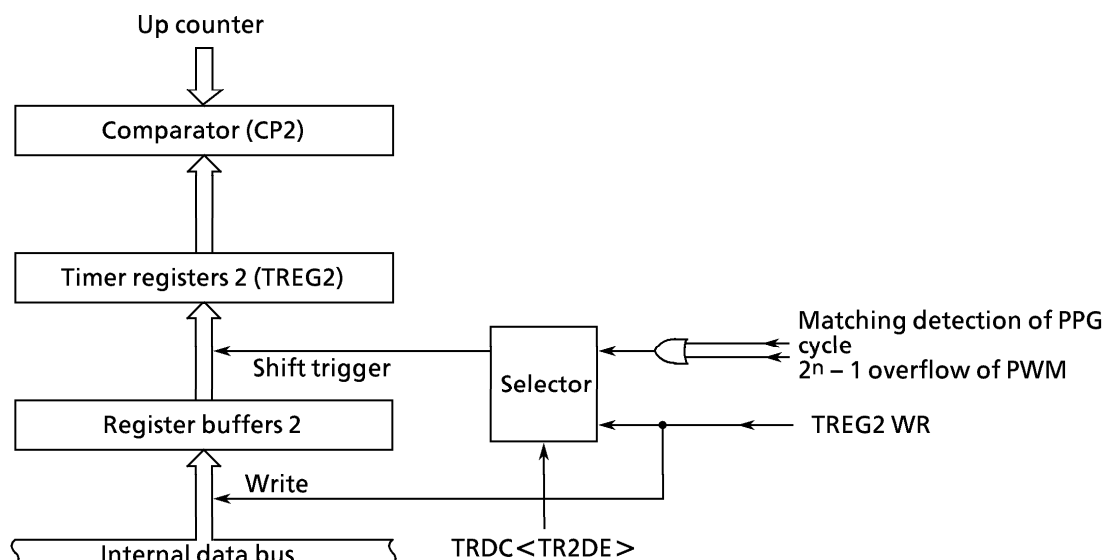 Up counter
Comparator (CP2)
Timer registers 2 (TREG2)
Matching detection of PPG
cycle
2ⁿ – 1 overflow of PWM
Shift trigger
Selector
Register buffers 2
TREG2 WR
Write
Internal data bus
TRDC<TR2DE>